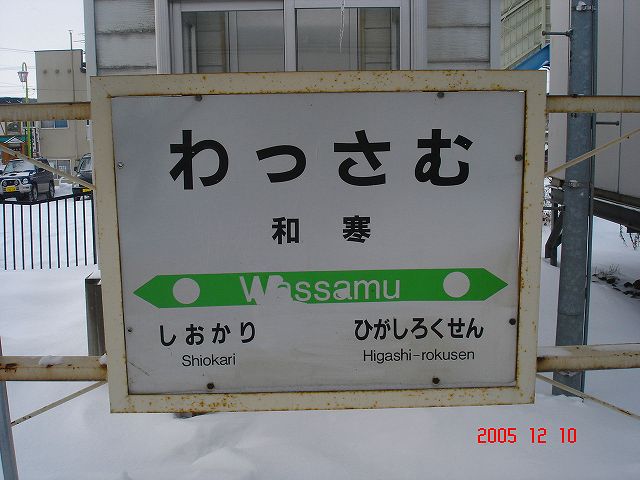 わっさむ
和寒
Wassamu
しおかり ひがしろくせん
Shiokari Higashi-rokusen
2005 12 10